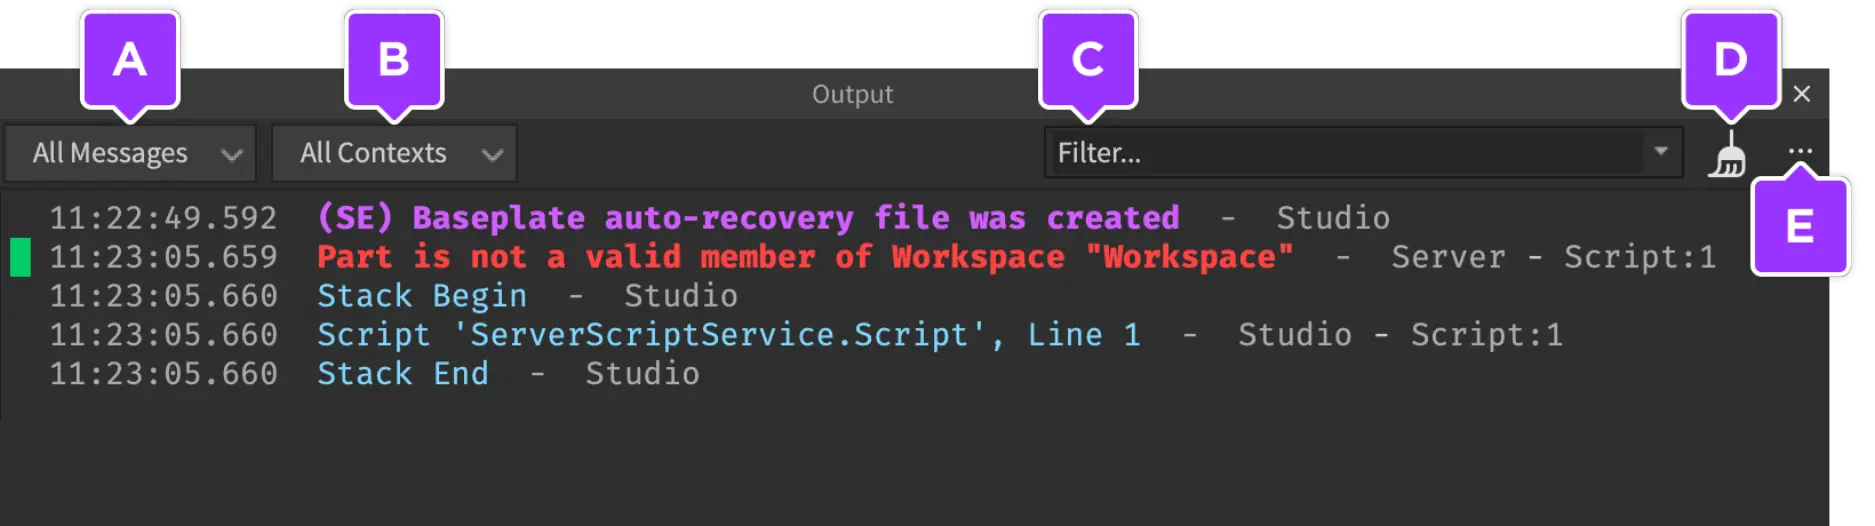 A
B
C
D
Output
All Messages
All Contexts
Filter...
E
11:22:49.592 (SE) Baseplate auto-recovery file was created - Studio
11:23:05.659 Part is not a valid member of Workspace "Workspace" - Server - Script:1
11:23:05.660 Stack Begin - Studio
11:23:05.660 Script 'ServerScriptService.Script', Line 1 - Studio - Script:1
11:23:05.660 Stack End - Studio